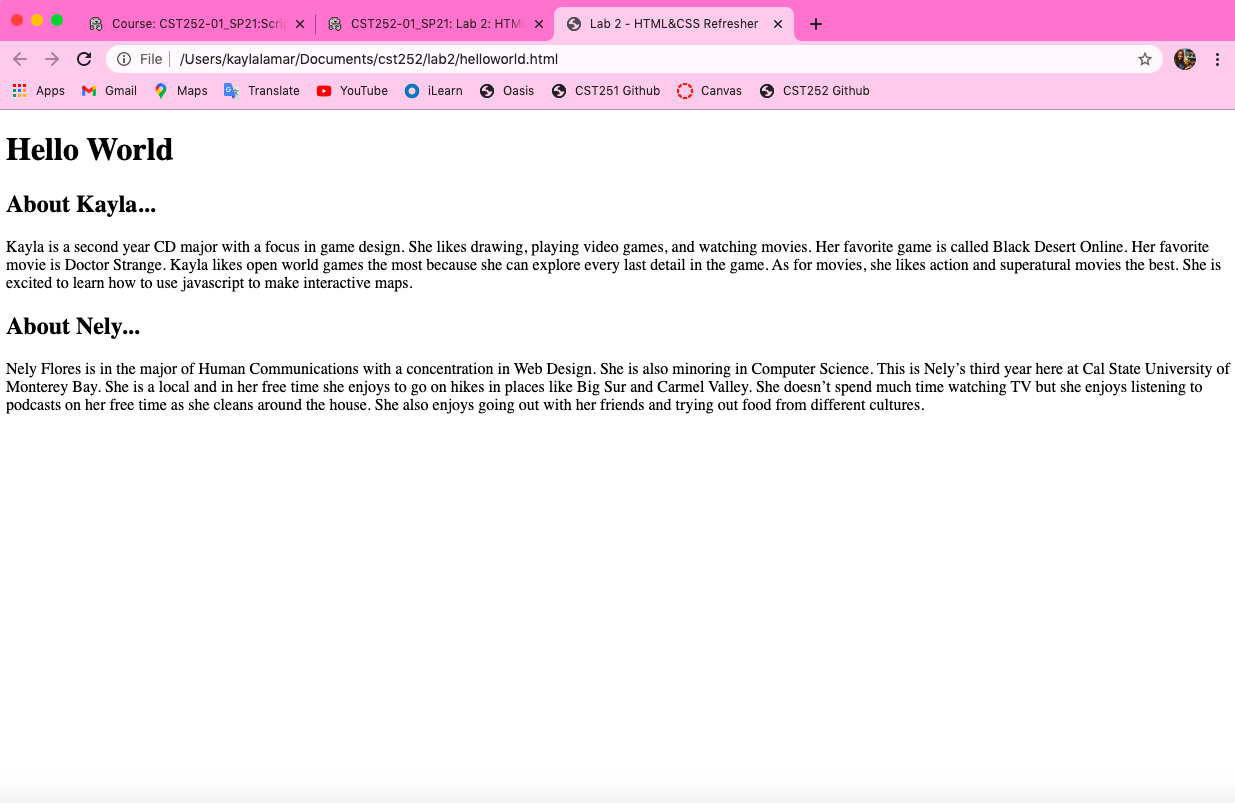 Course: CST252-01_SP21:Scri
CST252-01_SP21: Lab 2: HTML
Lab 2 - HTML&CSS Refresher
File
/Users/kaylalamar/Documents/cst252/lab2/helloworld.html
Apps Gmail Maps Translate YouTube iLearn Oasis CST251 Github Canvas CST252 Github
Hello World
About Kayla...
Kayla is a second year CD major with a focus in game design. She likes drawing, playing video games, and watching movies. Her favorite game is called Black Desert Online. Her favorite
movie is Doctor Strange. Kayla likes open world games the most because she can explore every last detail in the game. As for movies, she likes action and superatural movies the best. She is
excited to learn how to use javascript to make interactive maps.
About Nely...
Nely Flores is in the major of Human Communications with a concentration in Web Design. She is also minoring in Computer Science. This is Nely’s third year here at Cal State University of
Monterey Bay. She is a local and in her free time she enjoys to go on hikes in places like Big Sur and Carmel Valley. She doesn’t spend much time watching TV but she enjoys listening to
podcasts on her free time as she cleans around the house. She also enjoys going out with her friends and trying out food from different cultures.